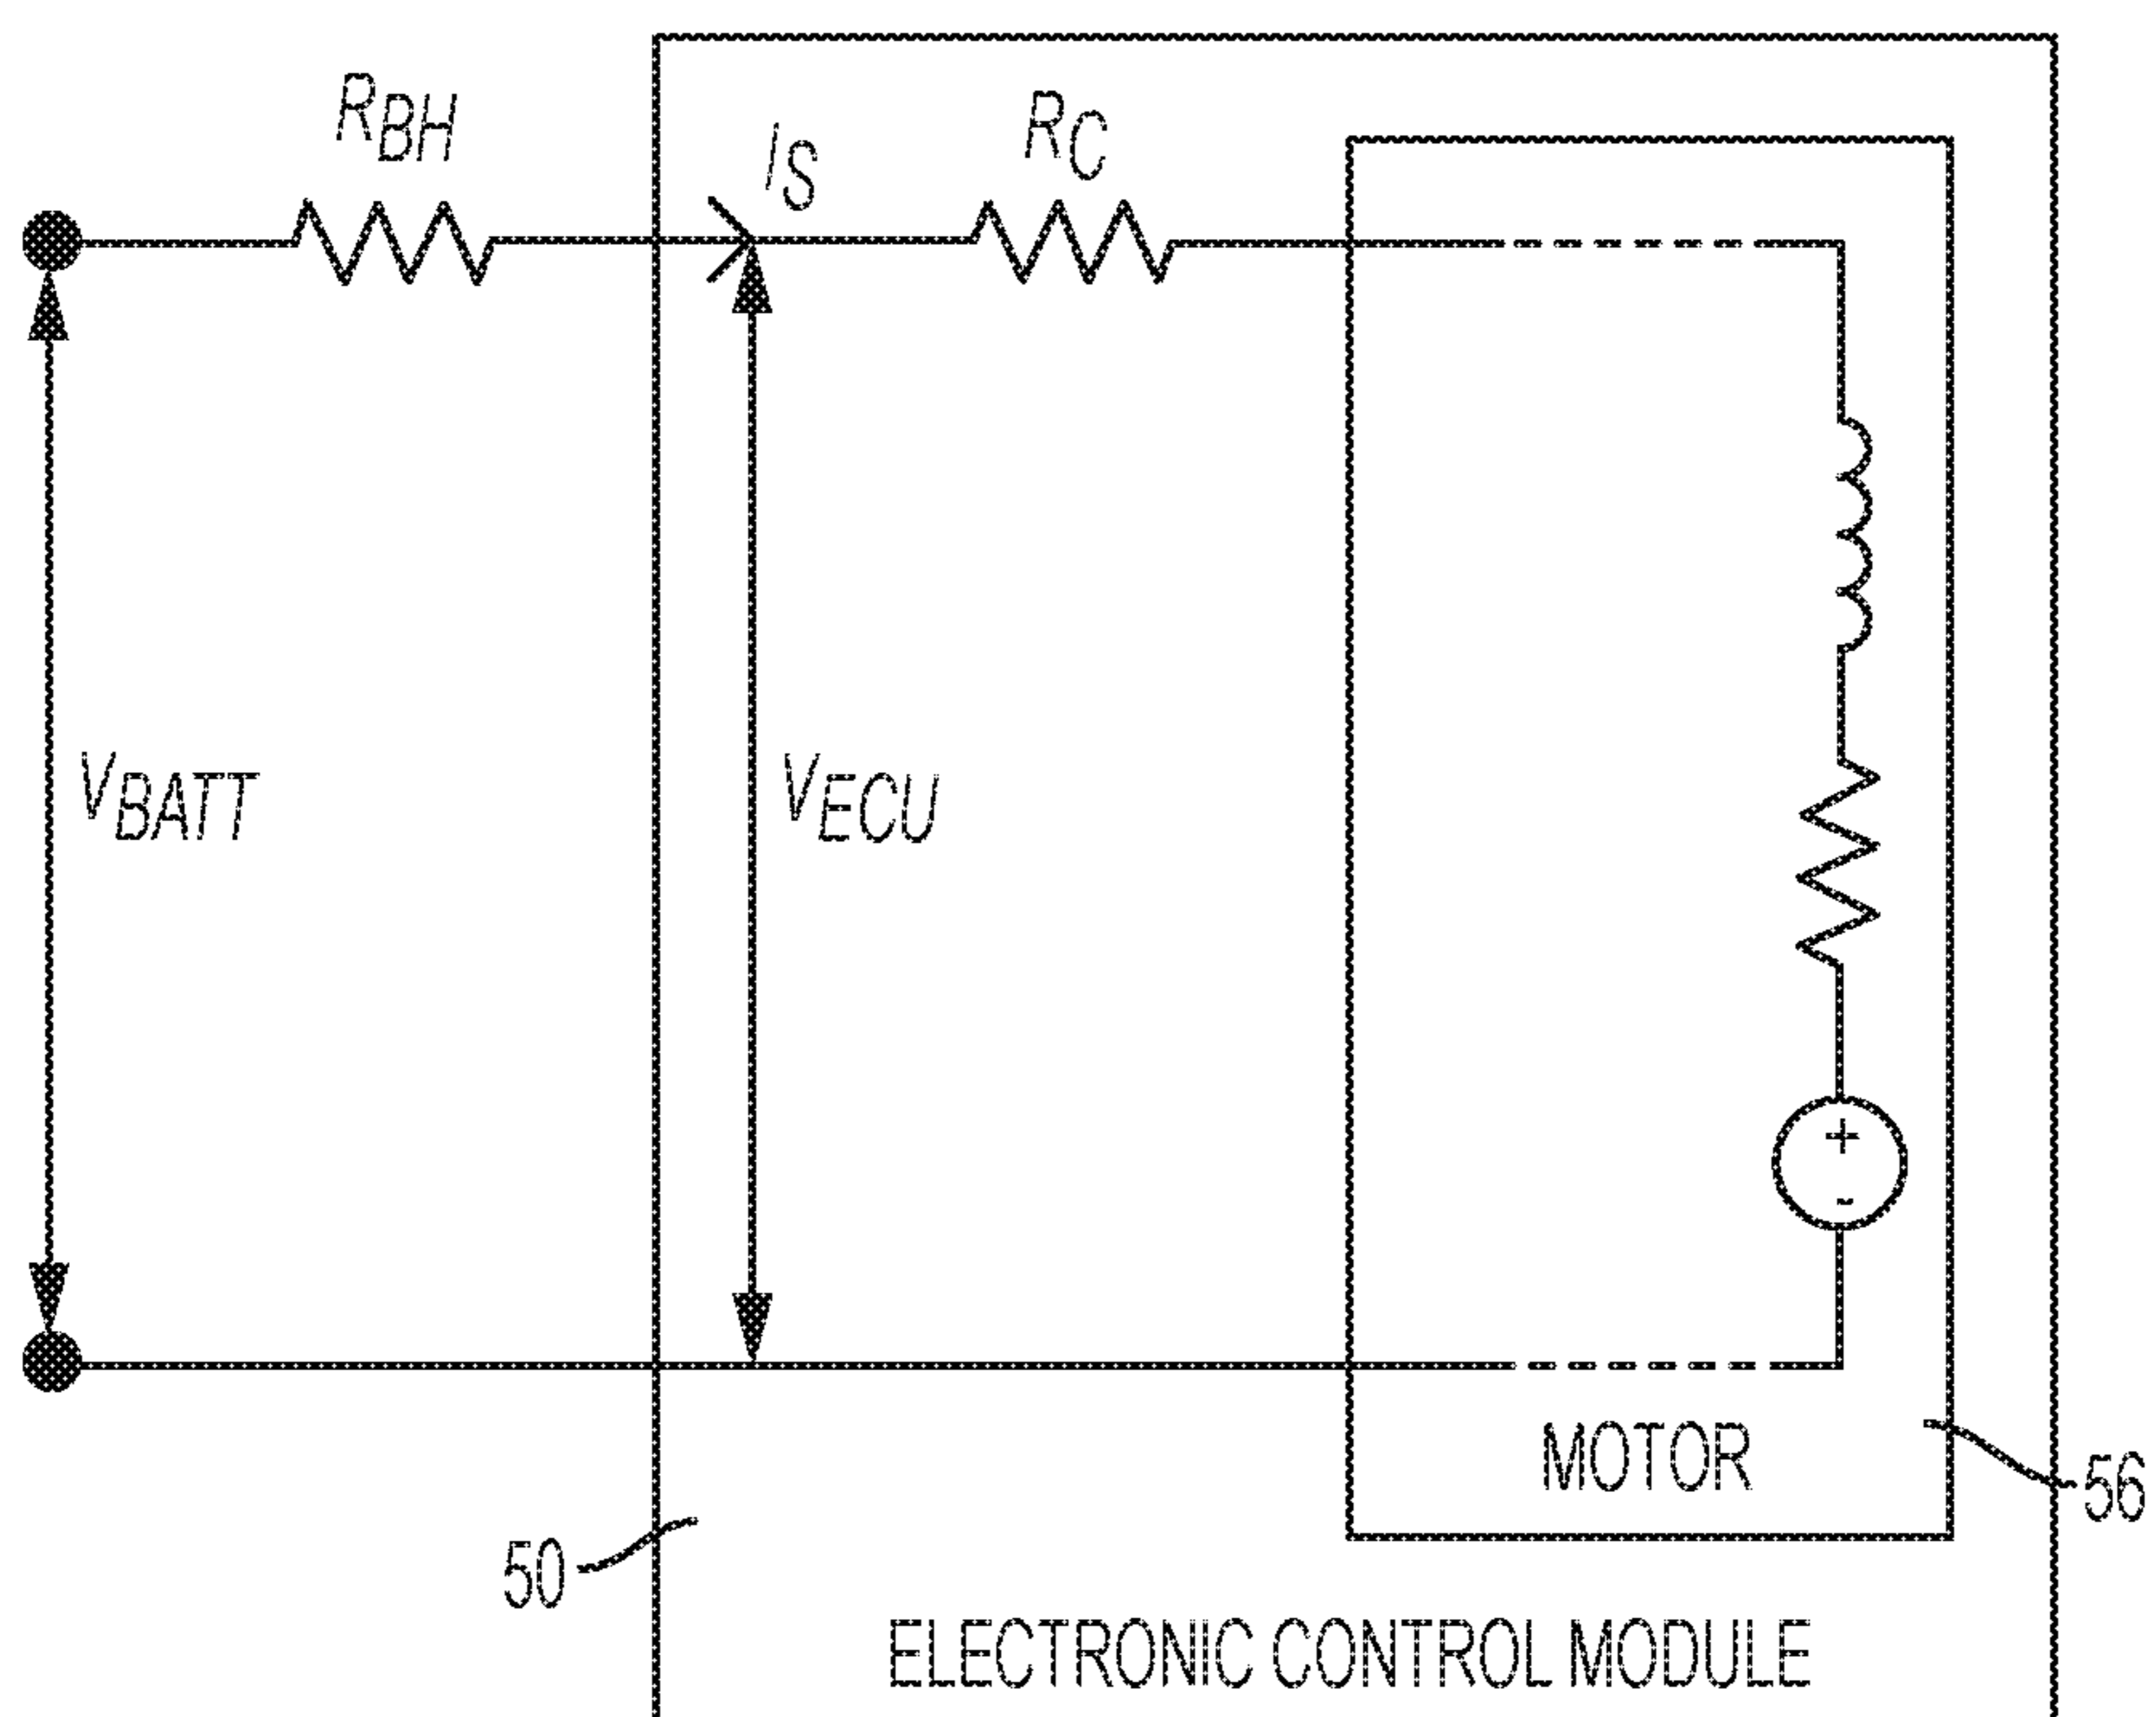 RBH
IS
RC
VBATT
VECU
+
-
MOTOR
56
50
ELECTRONIC CONTROL MODULE